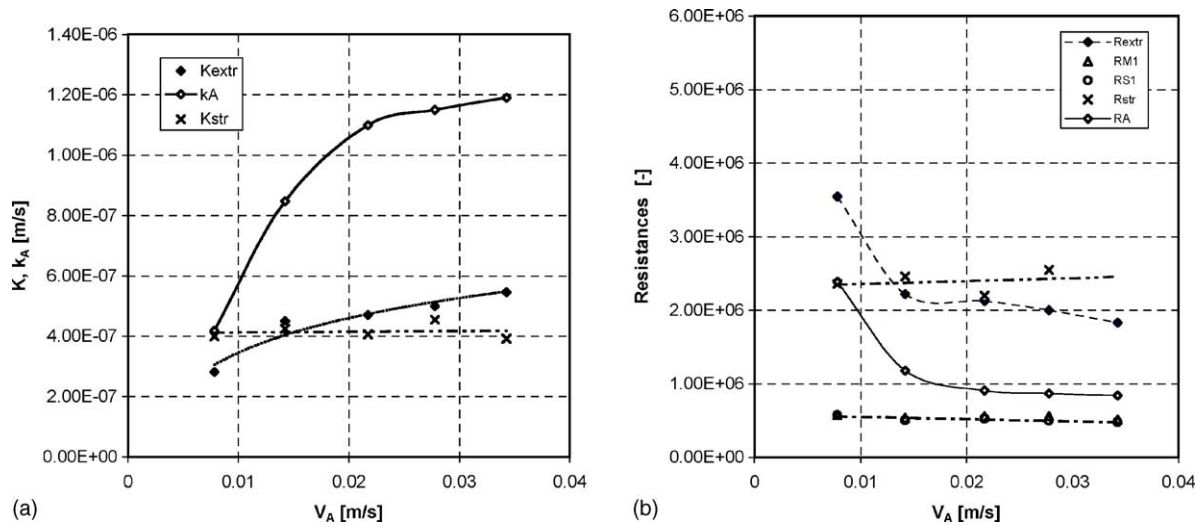 1.40E-06
1.20E-06
1.00E-06
8.00E-07
6.00E-07
4.00E-07
2.00E-07
0.00E+00
K, kA [m/s]
Kextr
kA
Kstr
0
0.01
0.02
0.03
0.04
VA [m/s]
(a)
6.00E+06
5.00E+06
4.00E+06
3.00E+06
2.00E+06
1.00E+06
0.00E+00
Resistances [-]
Rextr
RM1
RS1
Rstr
RA
0
0.01
0.02
0.03
0.04
VA [m/s]
(b)